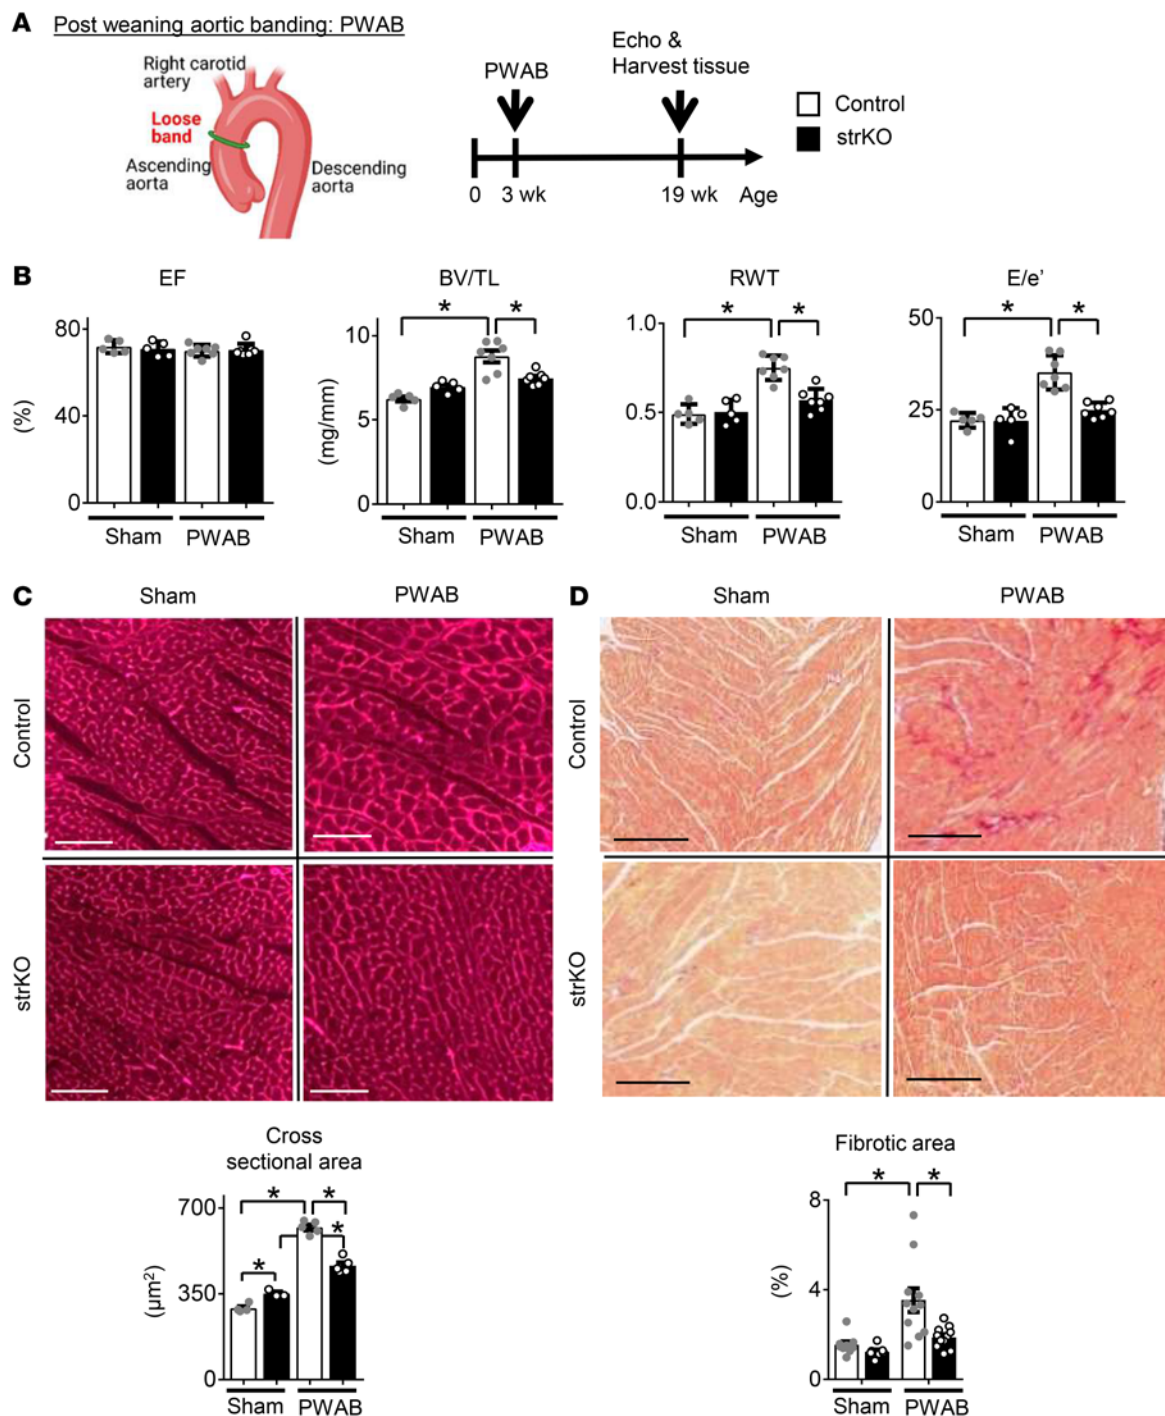 A Post weaning aortic banding: PWAB
Right carotid
artery
Loose
band
Ascending
aorta
Descending
aorta
PWAB
Echo &
Harvest tissue
0 3 wk 19 wk Age
Control
strKO
B
EF
(%)
80
40
0
Sham PWAB
BV/TL
(mg/mm)
10
5
0
* *
Sham PWAB
RWT
1.0
0.5
0.0
* *
Sham PWAB
E/e’
50
25
0
* *
Sham PWAB
C
Sham PWAB
Control
strKO
Cross
sectional area
(µm²)
700
350
0
* *
* *
Sham PWAB
D
Sham PWAB
Control
strKO
Fibrotic area
(%)
8
4
0
* *
Sham PWAB